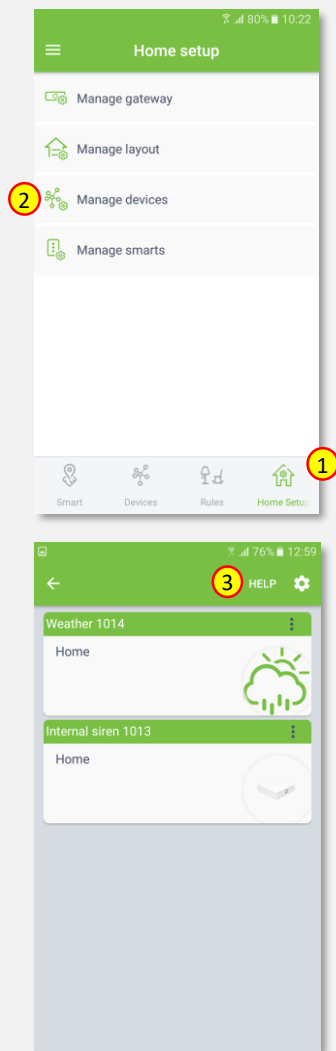 80% 10:22
Home setup
Manage gateway
Manage layout
2 Manage devices
Manage smarts
1
Smart Devices Rules Home Setup
76% 12:59
3 HELP
Weather 1014
Home
Internal siren 1013
Home